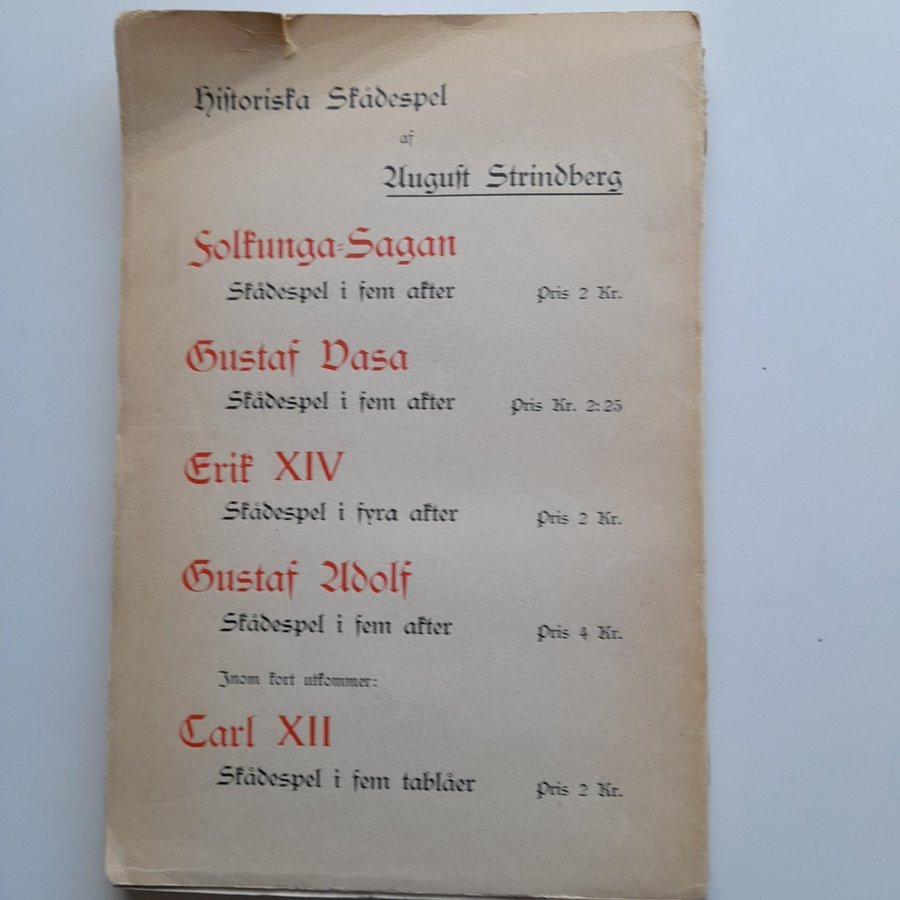 Historiska Skådespel
af
August Strindberg
Folkunga-Sagan
Skådespel i fem akter Pris 2 Kr.
Gustaf Vasa
Skådespel i fem akter Pris Kr. 2:25
Erik XIV
Skådespel i fyra akter Pris 2 Kr.
Gustaf Adolf
Skådespel i fem akter Pris 4 Kr.
Inom kort utkommer:
Carl XII
Skådespel i fem tablåer Pris 2 Kr.